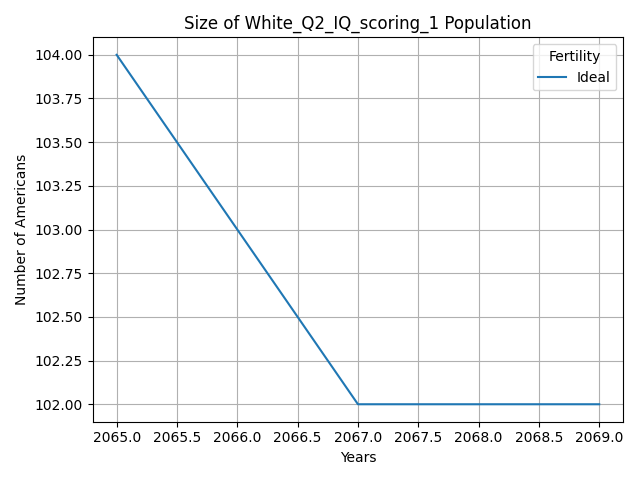 Size of White_Q2_IQ_scoring_1 Population
Fertility
Ideal
104.00
103.75
103.50
103.25
103.00
102.75
102.50
102.25
102.00
Number of Americans
2065.0 2065.5 2066.0 2066.5 2067.0 2067.5 2068.0 2068.5 2069.0
Years